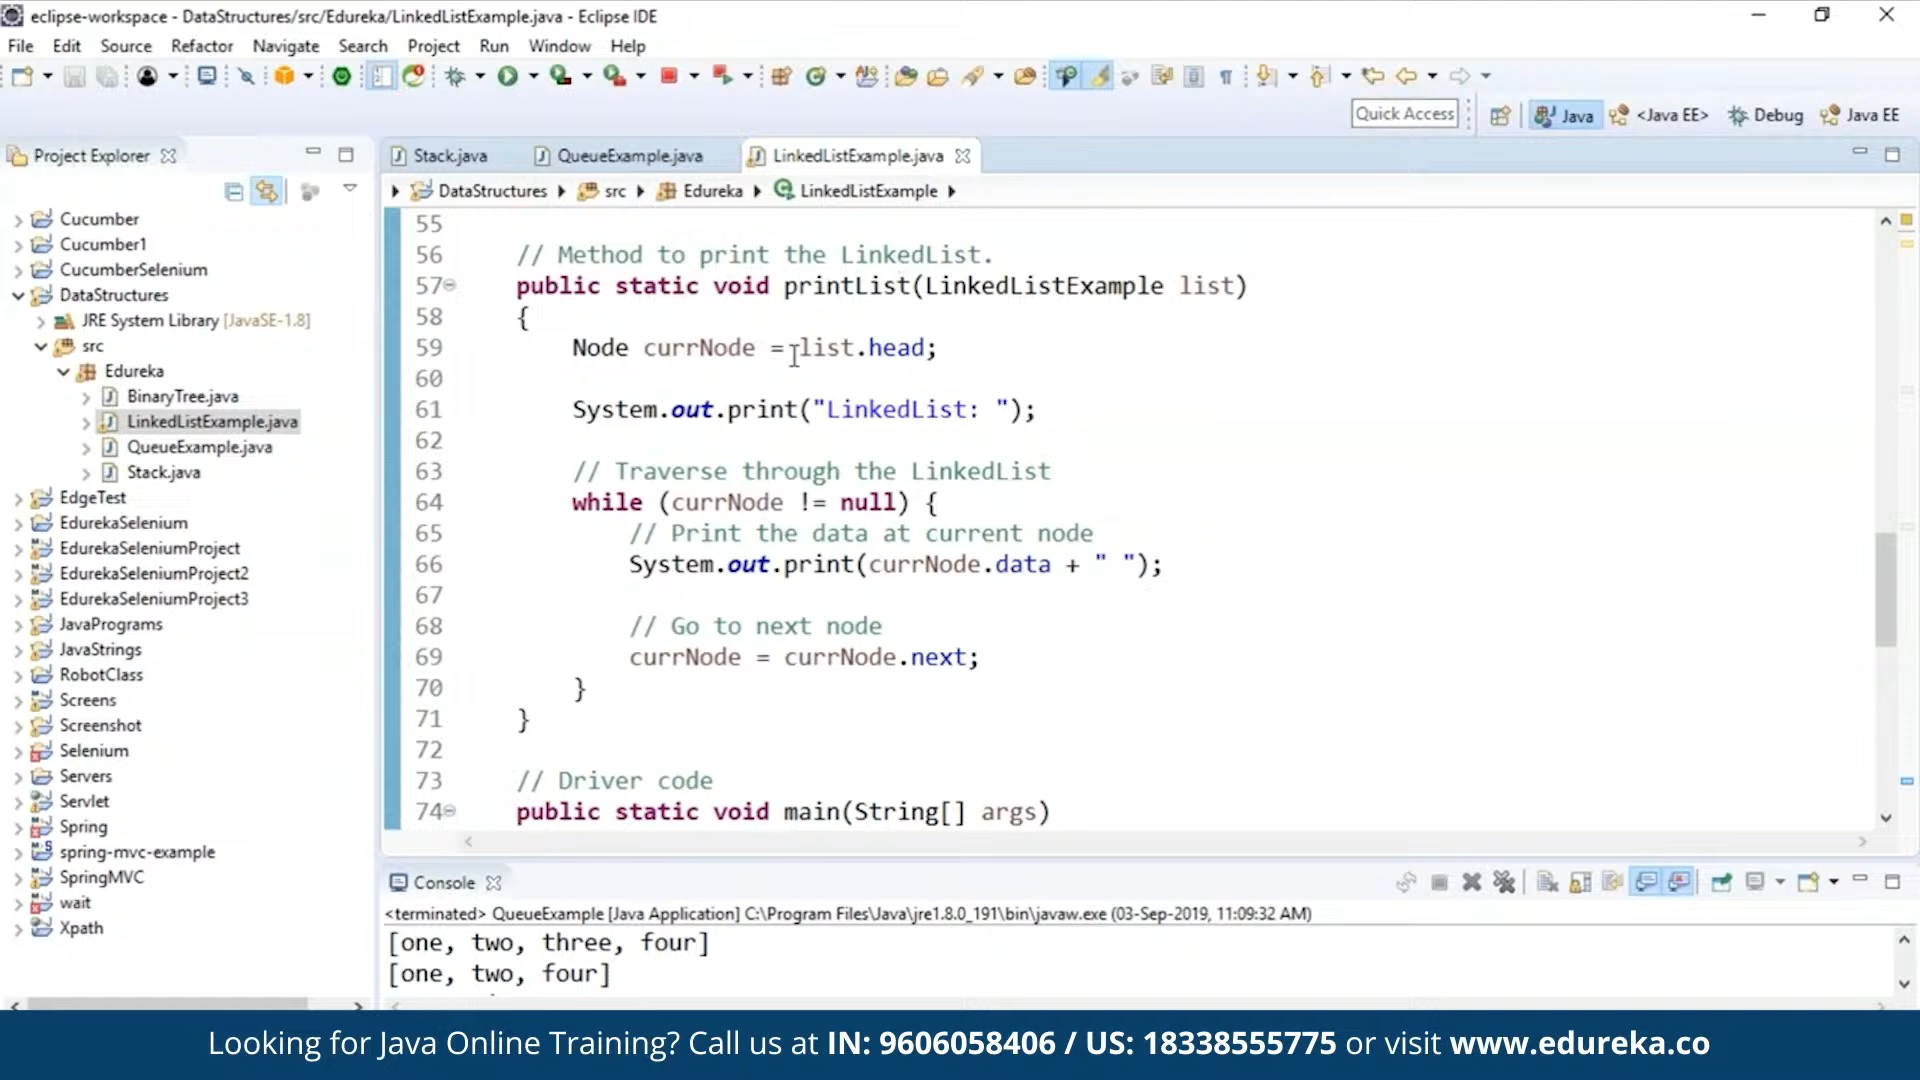 eclipse-workspace - DataStructures/src/Edureka/LinkedListExample.java - Eclipse IDE
File Edit Source Refactor Navigate Search Project Run Window Help
Quick Access
Java <Java EE> Debug Java EE
Project Explorer
Cucumber
Cucumber1
CucumberSelenium
DataStructures
JRE System Library [JavaSE-1.8]
src
Edureka
BinaryTree.java
LinkedListExample.java
QueueExample.java
Stack.java
EdgeTest
EdurekaSelenium
EdurekaSeleniumProject
EdurekaSeleniumProject2
EdurekaSeleniumProject3
JavaPrograms
JavaStrings
RobotClass
Screens
Screenshot
Selenium
Servers
Servlet
Spring
spring-mvc-example
SpringMVC
wait
Xpath
Stack.java QueueExample.java LinkedListExample.java
DataStructures src Edureka LinkedListExample
55
56 // Method to print the LinkedList.
57 public static void printList(LinkedListExample list)
58 {
59 Node currNode = list.head;
60
61 System.out.print("LinkedList: ");
62
63 // Traverse through the LinkedList
64 while (currNode != null) {
65 // Print the data at current node
66 System.out.print(currNode.data + " ");
67
68 // Go to next node
69 currNode = currNode.next;
70 }
71 }
72
73 // Driver code
74 public static void main(String[] args)
Console
<terminated> QueueExample [Java Application] C:\Program Files\Java\jre1.8.0_191\bin\javaw.exe (03-Sep-2019, 11:09:32 AM)
[one, two, three, four]
[one, two, four]
Looking for Java Online Training? Call us at IN: 9606058406 / US: 18338555775 or visit www.edureka.co